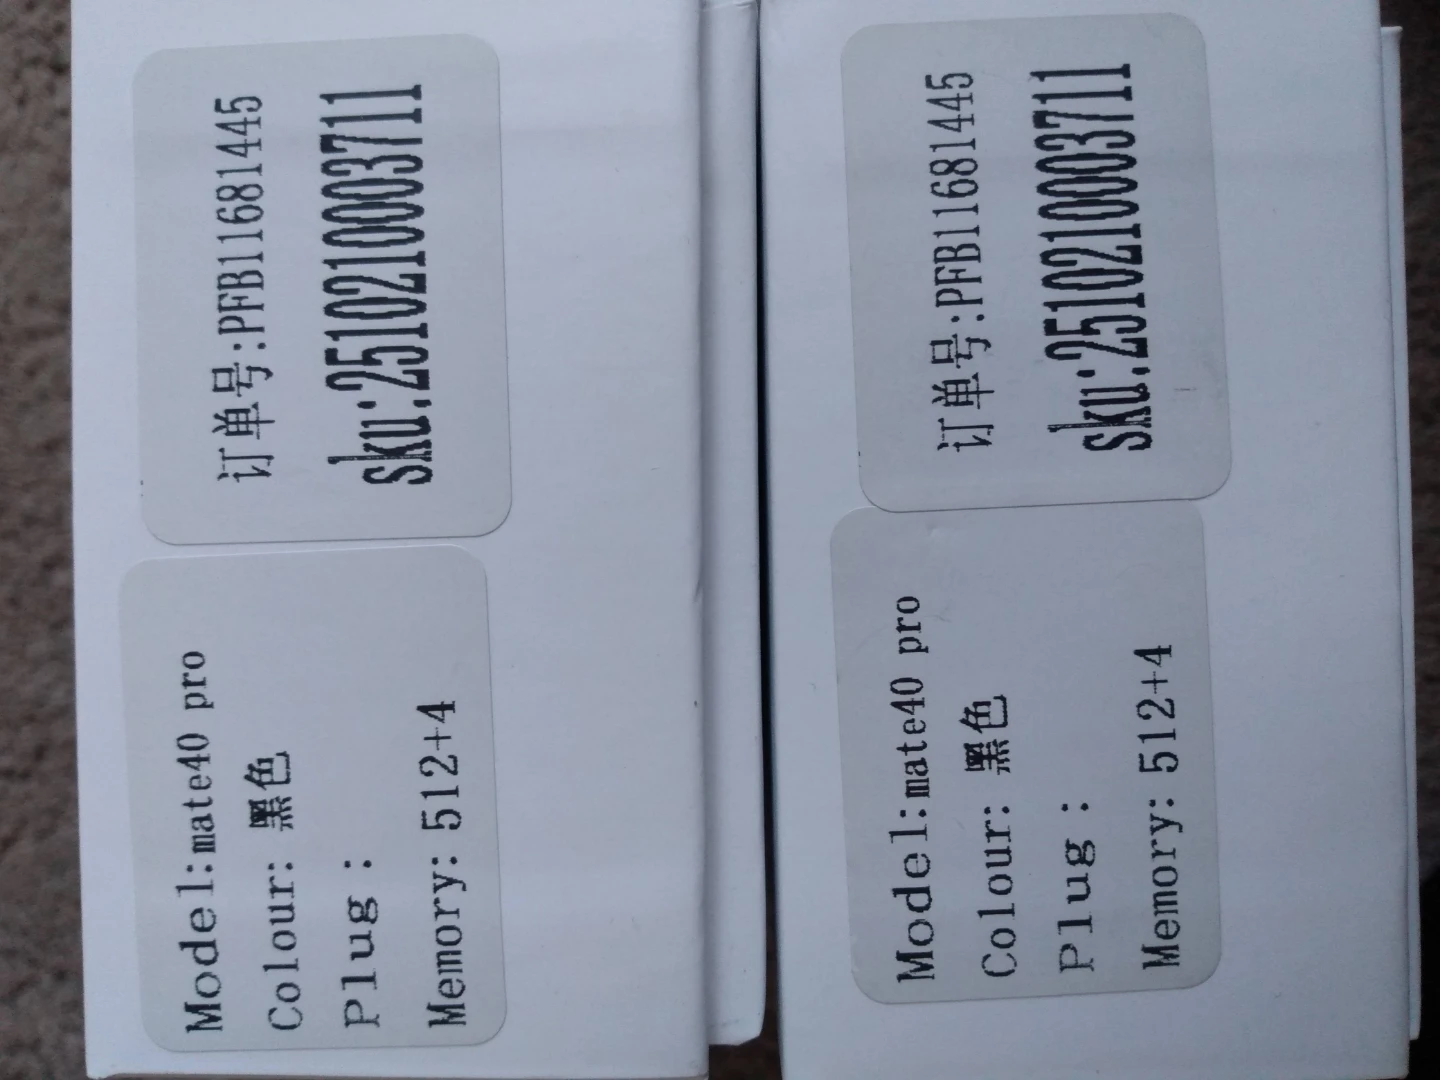 订单号:PFB11681445
sku:2510210003711
Model:mate40 pro
Colour: 黑色
Plug :
Memory: 512+4
订单号:PFB11681445
sku:2510210003711
Model:mate40 pro
Colour: 黑色
Plug :
Memory: 512+4